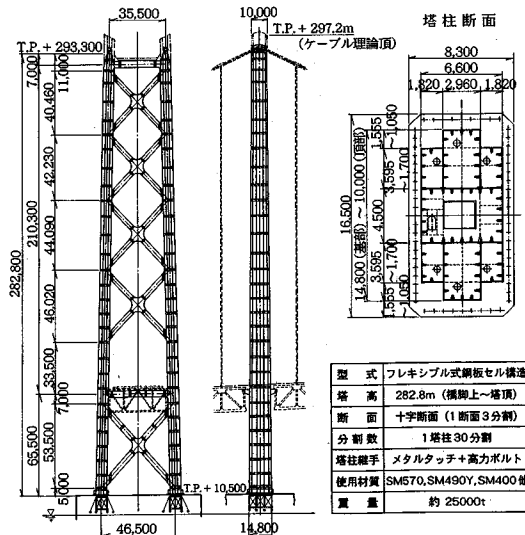 35,500
10,000
T.P. + 297.2m
(ケーブル理論頂)
T.P. + 293,300
7,000
11,000
40,460
42,230
210,300
44,090
282,800
46,020
33,500
7,000
65,500
53,500
5,000
T.P. + 10,500
46,500
14,800
塔柱断面
8,300
6,600
1,820 2,960 1,820
16,500
14,800(基部)〜10,000(頂部)
1,555〜1,050
3,595〜1,700
4,500
3,595〜1,700
1,555〜1,050
型 式 フレキシブル式鋼板セル構造
塔 高 282.8m (橋脚上〜塔頂)
断 面 十字断面 (1断面3分割)
分割数 1塔柱30分割
塔柱継手 メタルタッチ+高力ボルト
使用材質 SM570,SM490Y,SM400他
重 量 約 25000t